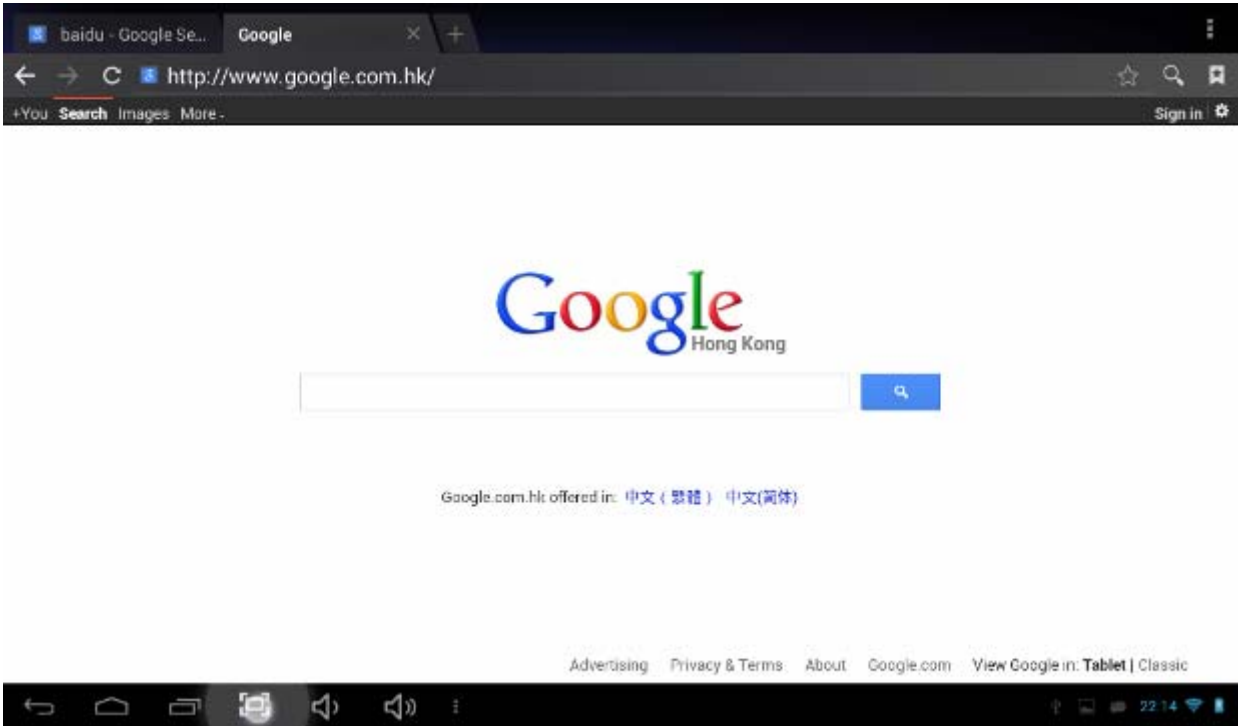 baidu - Google Se... Google
http://www.google.com.hk/
+You Search Images More
Sign in
Google
Hong Kong
Google.com.hk offered in: 中文 ( 繁體 ) 中文(简体)
Advertising Privacy & Terms About Google.com View Google in: Tablet | Classic
22:14